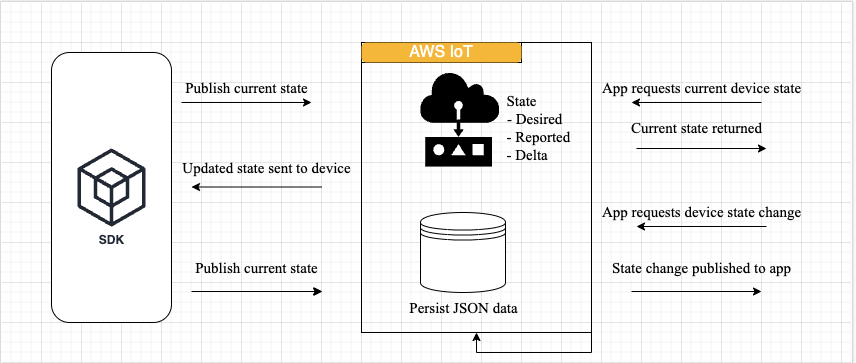 AWS IoT
Publish current state
App requests current device state
State
- Desired
- Reported
- Delta
Current state returned
Updated state sent to device
App requests device state change
SDK
Publish current state
State change published to app
Persist JSON data